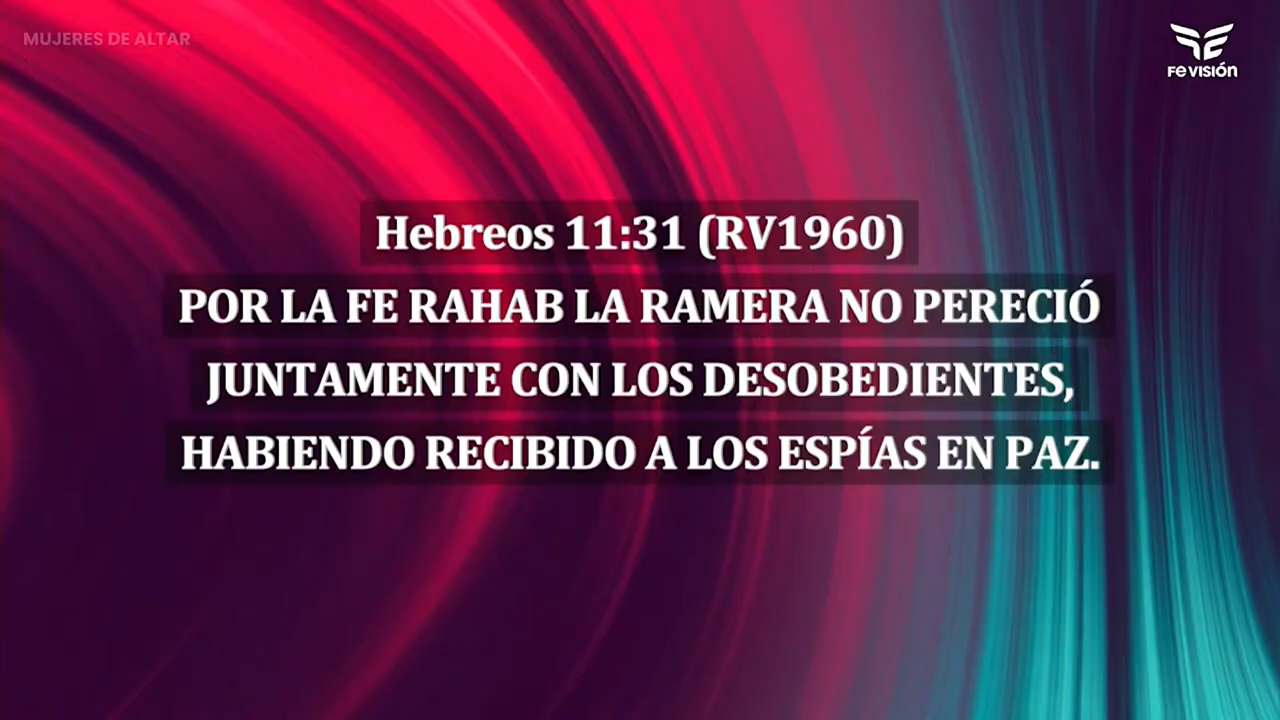 MUJERES DE ALTAR
FE VISIÓN
Hebreos 11:31 (RV1960)
POR LA FE RAHAB LA RAMERA NO PERECIÓ
JUNTAMENTE CON LOS DESOBEDIENTES,
HABIENDO RECIBIDO A LOS ESPÍAS EN PAZ.